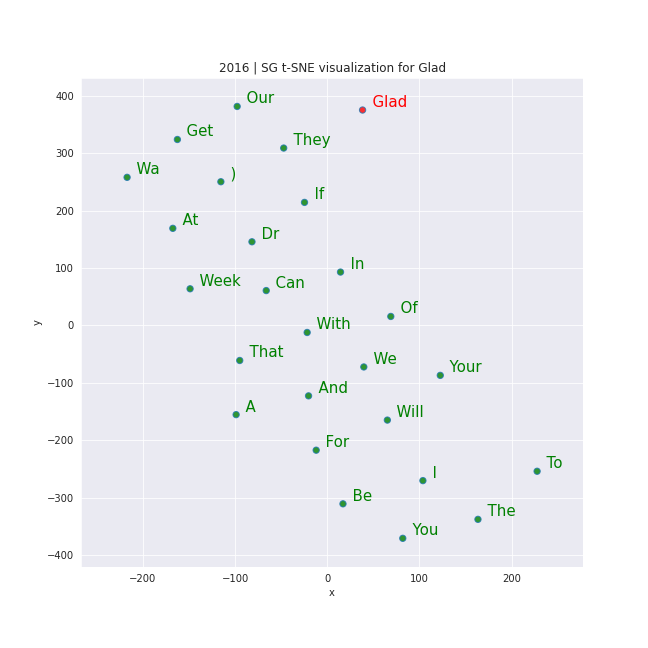 2016 | SG t-SNE visualization for Glad
400
Our
Glad
Get
They
300
Wa
)
If
200
At
Dr
100
In
Week
Can
Of
0
With
That
We
Your
−100
And
A
Will
−200
For
To
I
−300
Be
The
You
−400
y
−200
−100
0
100
200
x